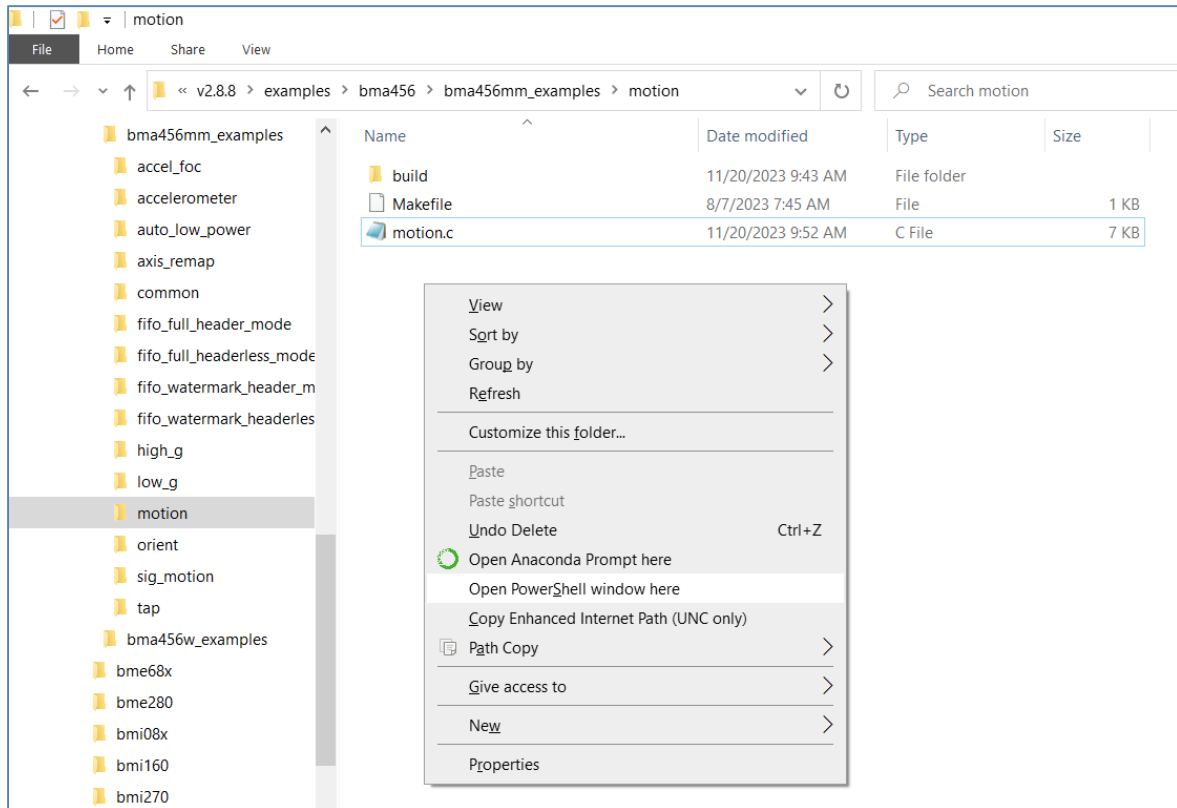 motion
File Home Share View
« v2.8.8 > examples > bma456 > bma456mm_examples > motion
Search motion
bma456mm_examples
accel_foc
accelerometer
auto_low_power
axis_remap
common
fifo_full_header_mode
fifo_full_headerless_mode
fifo_watermark_header_m
fifo_watermark_headerles
high_g
low_g
motion
orient
sig_motion
tap
bma456w_examples
bme68x
bme280
bmi08x
bmi160
bmi270
Name Date modified Type Size
build 11/20/2023 9:43 AM File folder
Makefile 8/7/2023 7:45 AM File 1 KB
motion.c 11/20/2023 9:52 AM C File 7 KB
View
Sort by
Group by
Refresh
Customize this folder...
Paste
Paste shortcut
Undo Delete Ctrl+Z
Open Anaconda Prompt here
Open PowerShell window here
Copy Enhanced Internet Path (UNC only)
Path Copy
Give access to
New
Properties